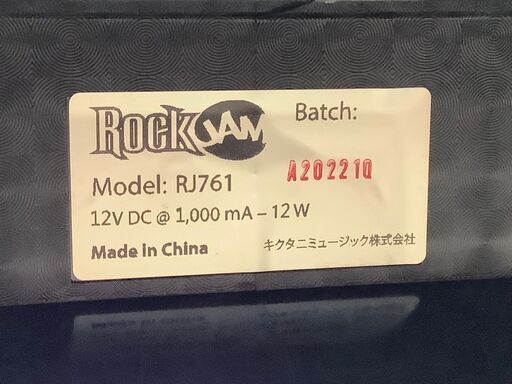 RockJAM
Batch:
A20221Q
Model: RJ761
12V DC @ 1,000 mA – 12 W
Made in China
キクタニミュージック株式会社